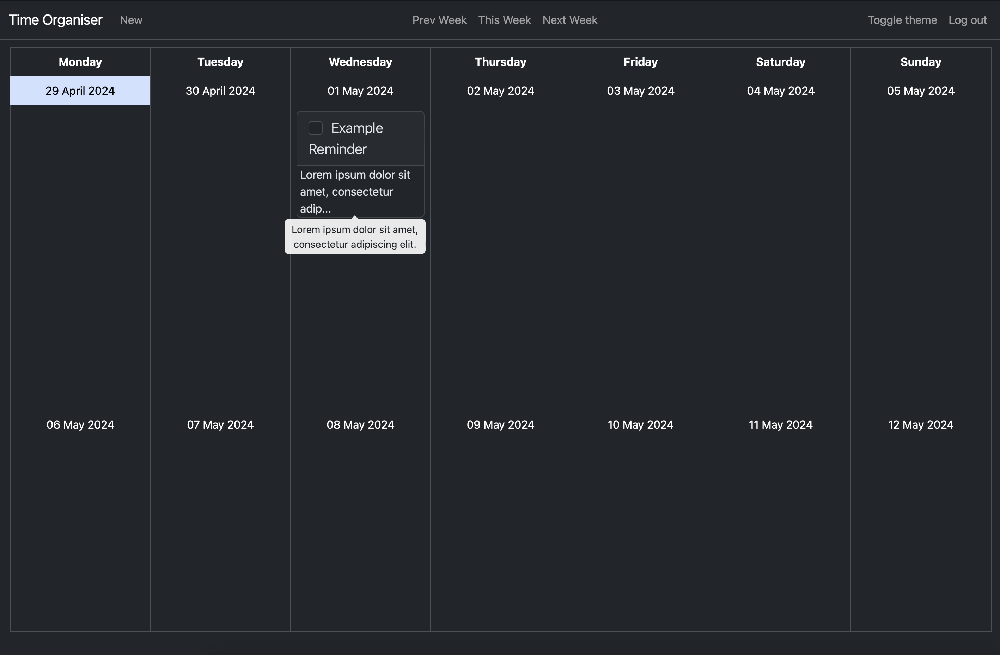 Time Organiser New Prev Week This Week Next Week Toggle theme Log out
Monday Tuesday Wednesday Thursday Friday Saturday Sunday
29 April 2024 30 April 2024 01 May 2024 02 May 2024 03 May 2024 04 May 2024 05 May 2024
Example
Reminder
Lorem ipsum dolor sit
amet, consectetur
adip...
Lorem ipsum dolor sit amet,
consectetur adipiscing elit.
06 May 2024 07 May 2024 08 May 2024 09 May 2024 10 May 2024 11 May 2024 12 May 2024